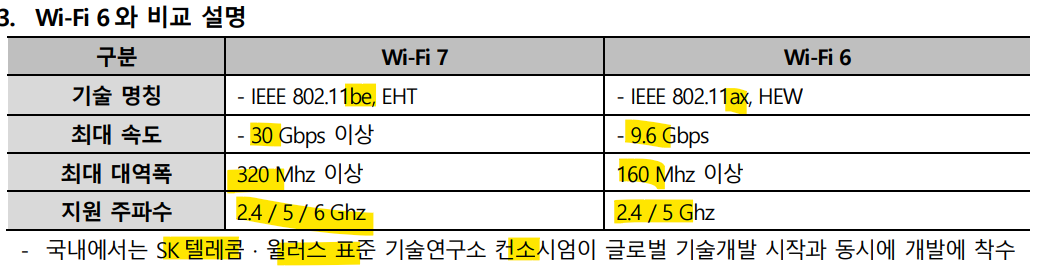 3. Wi-Fi 6와 비교 설명
구분 Wi-Fi 7 Wi-Fi 6
기술 명칭 - IEEE 802.11be, EHT - IEEE 802.11ax, HEW
최대 속도 - 30 Gbps 이상 - 9.6 Gbps
최대 대역폭 320 Mhz 이상 160 Mhz 이상
지원 주파수 2.4 / 5 / 6 Ghz 2.4 / 5 Ghz
- 국내에서는 SK 텔레콤 · 윌러스 표준 기술연구소 컨소시엄이 글로벌 기술개발 시작과 동시에 개발에 착수